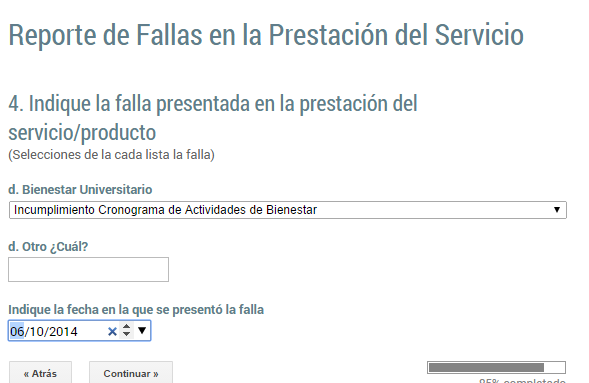 Reporte de Fallas en la Prestación del Servicio
4. Indique la falla presentada en la prestación del
servicio/producto
(Selecciones de la cada lista la falla)
d. Bienestar Universitario
Incumplimiento Cronograma de Actividades de Bienestar
d. Otro ¿Cuál?
Indique la fecha en la que se presentó la falla
06/10/2014
« Atrás
Continuar »
85% completado